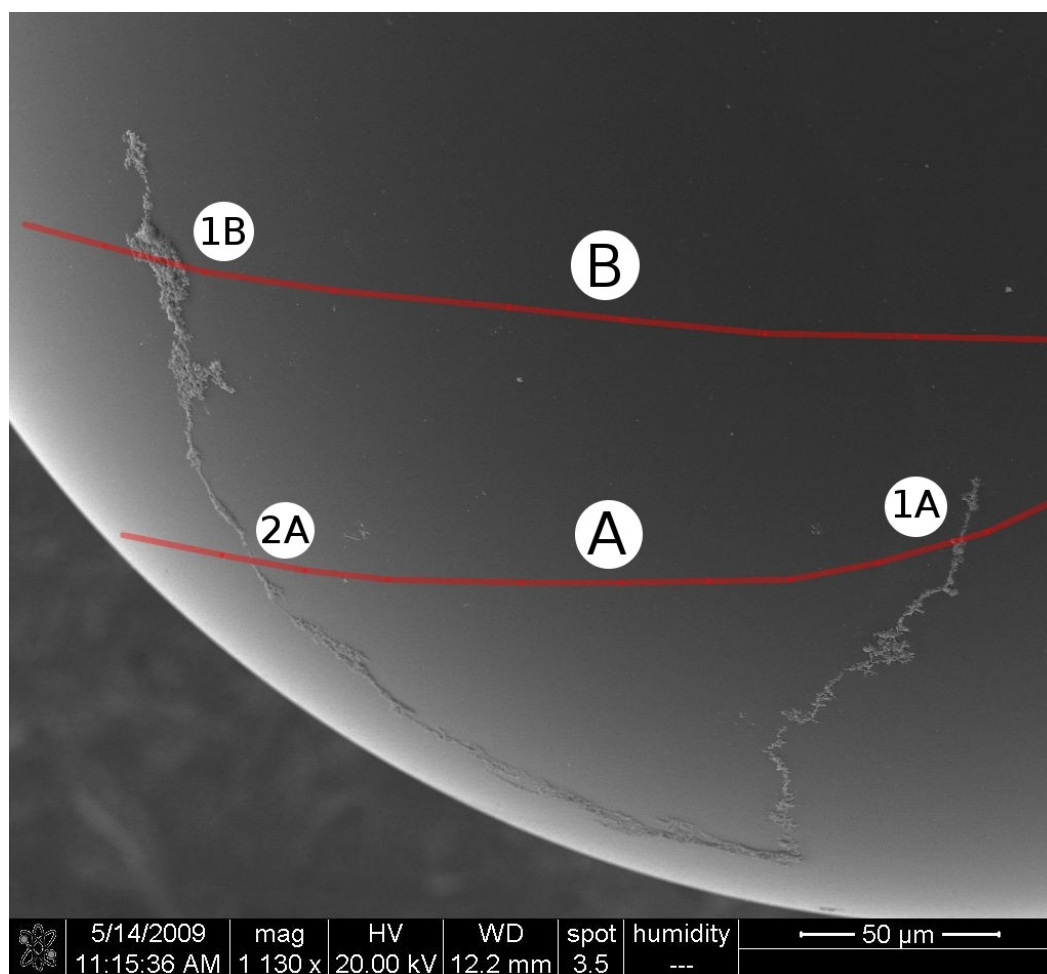 1B
B
2A
A
1A
5/14/2009 mag HV WD spot humidity
11:15:36 AM 1 130 x 20.00 kV 12.2 mm 3.5 --- 50 µm